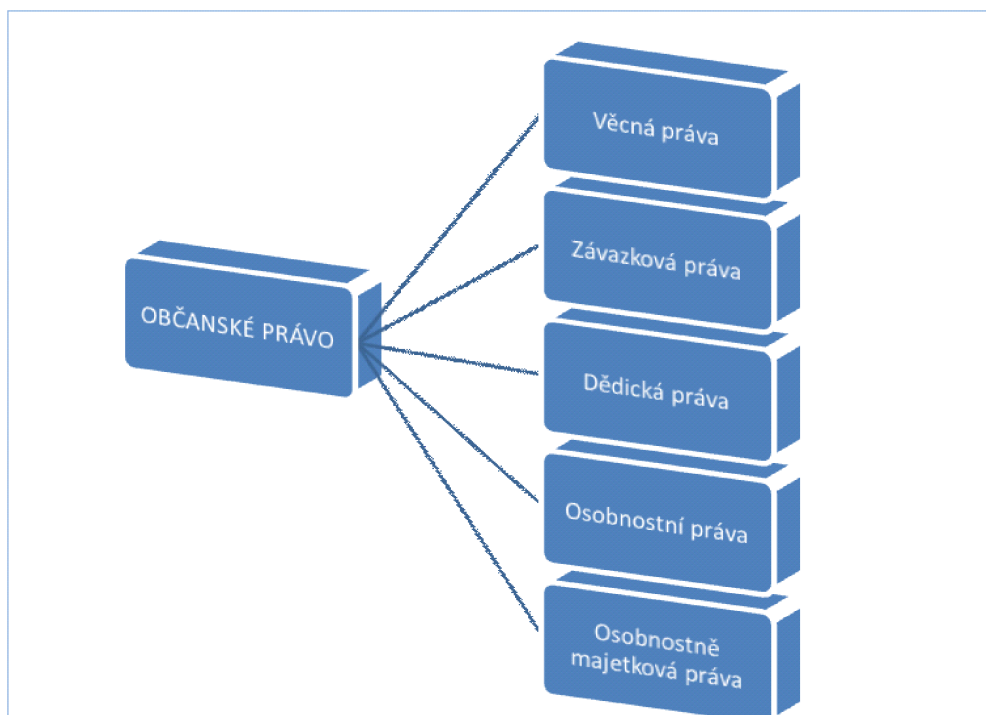 OBČANSKÉ PRÁVO
Věcná práva
Závazková práva
Dědická práva
Osobnostní práva
Osobnostně
majetková práva